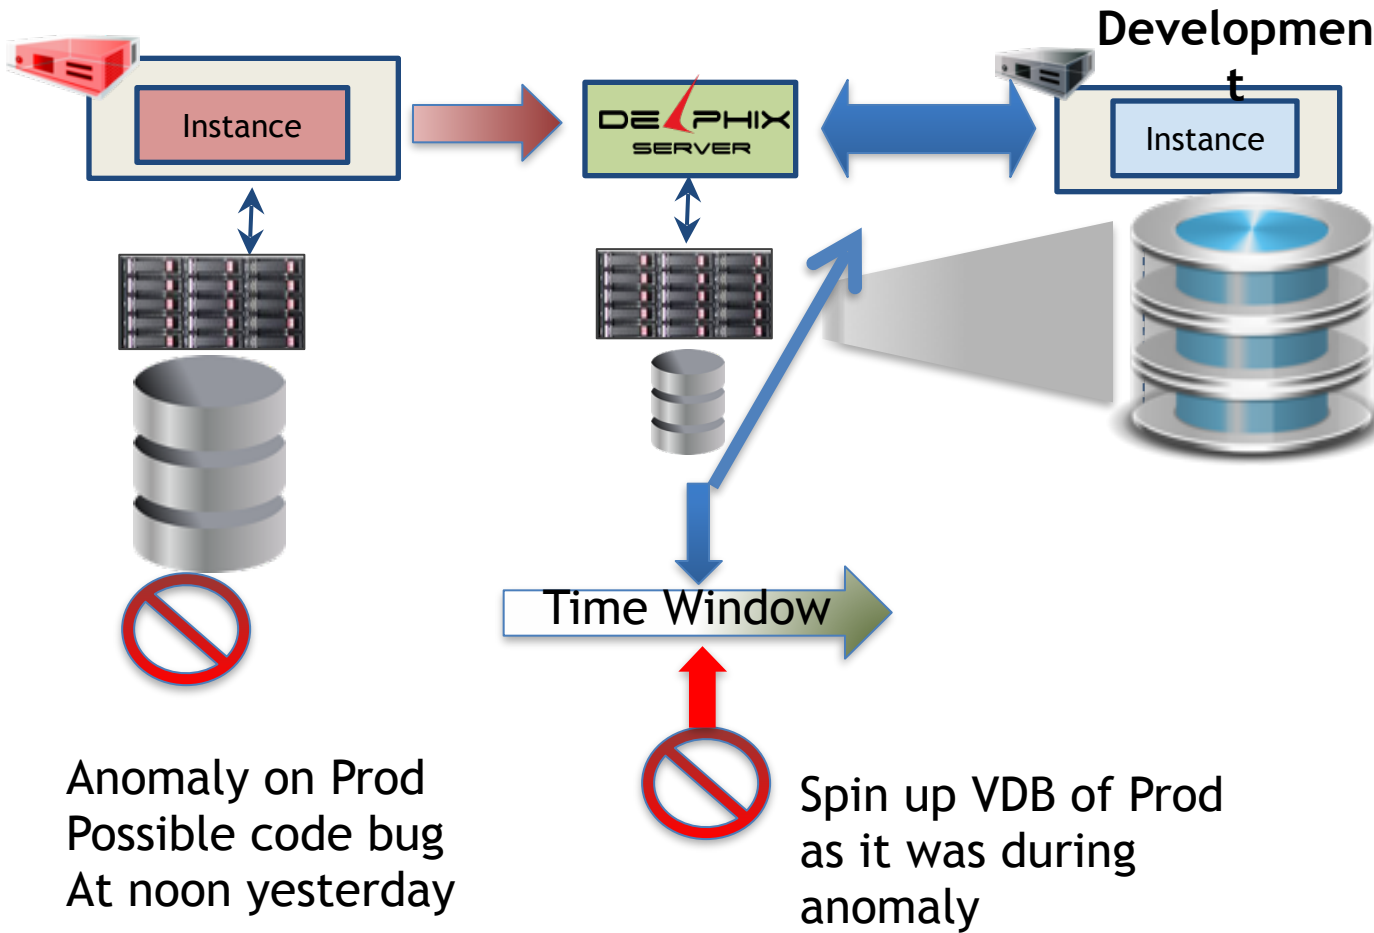 Developmen
t
Instance
DELPHIX
SERVER
Instance
Time Window
Anomaly on Prod
Possible code bug
At noon yesterday
Spin up VDB of Prod
as it was during
anomaly